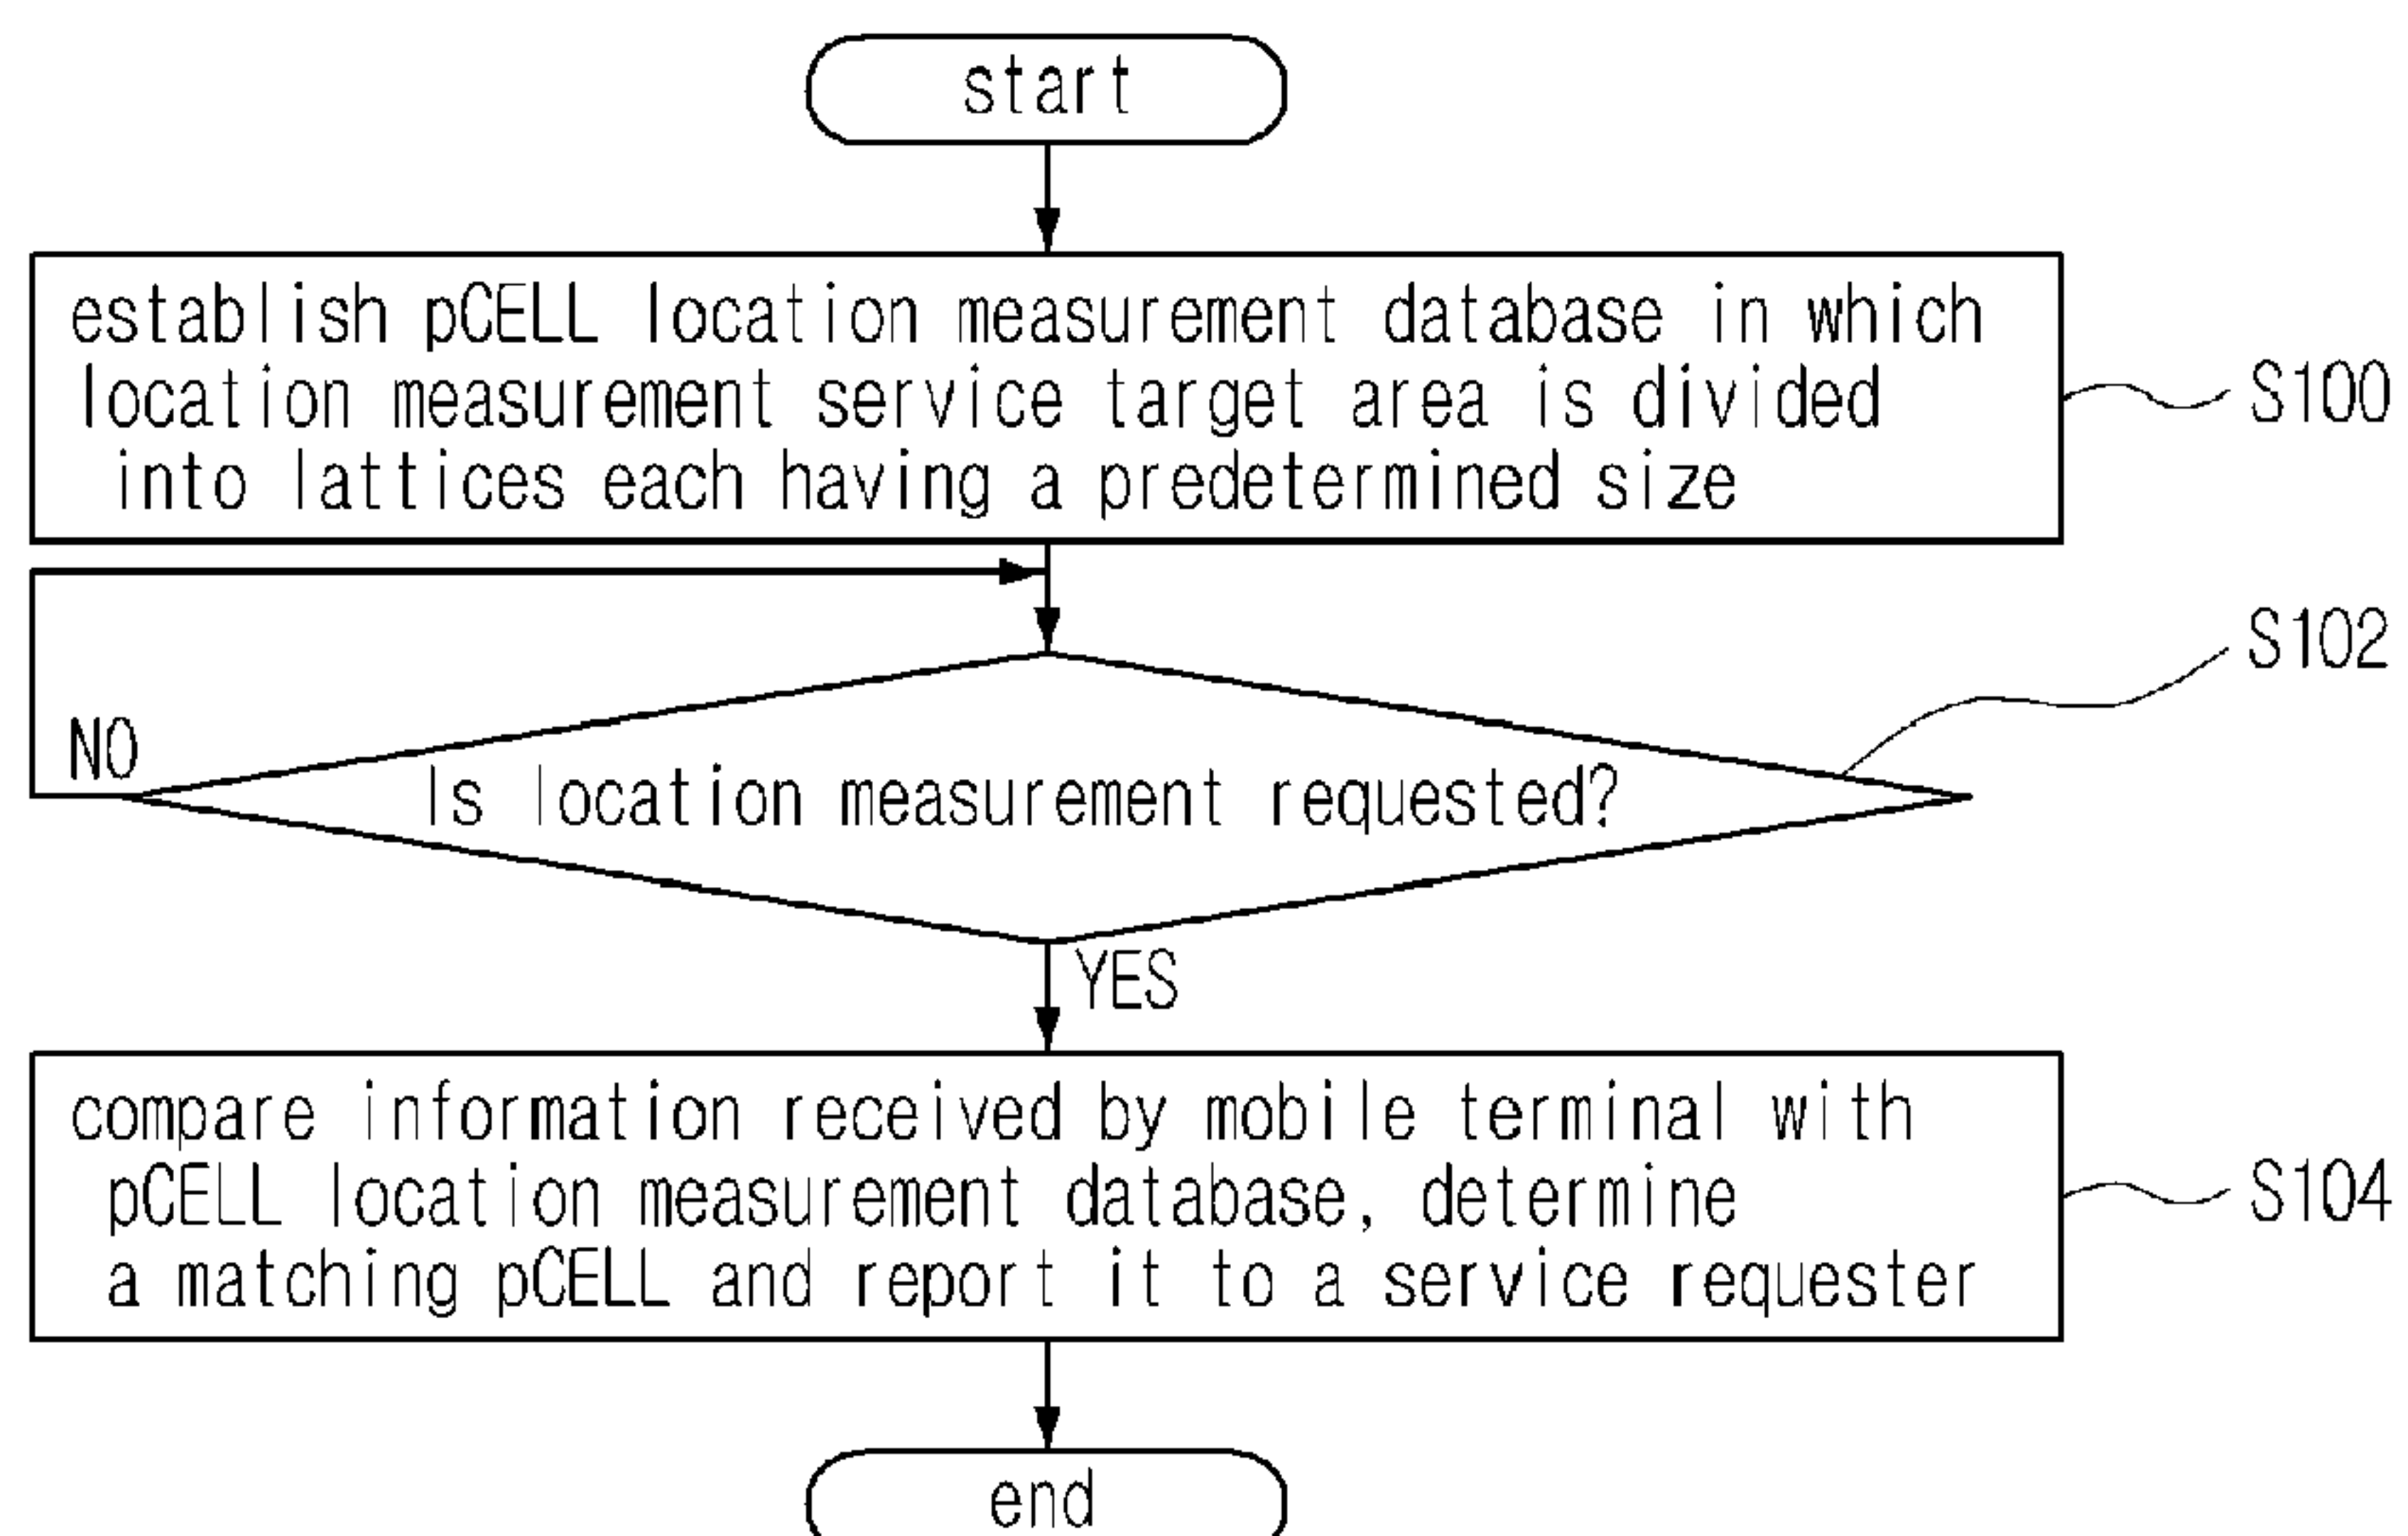 start
establish pCELL location measurement database in which
location measurement service target area is divided
into lattices each having a predetermined size
S100
S102
NO
Is location measurement requested?
YES
compare information received by mobile terminal with
pCELL location measurement database, determine
a matching pCELL and report it to a service requester
S104
end